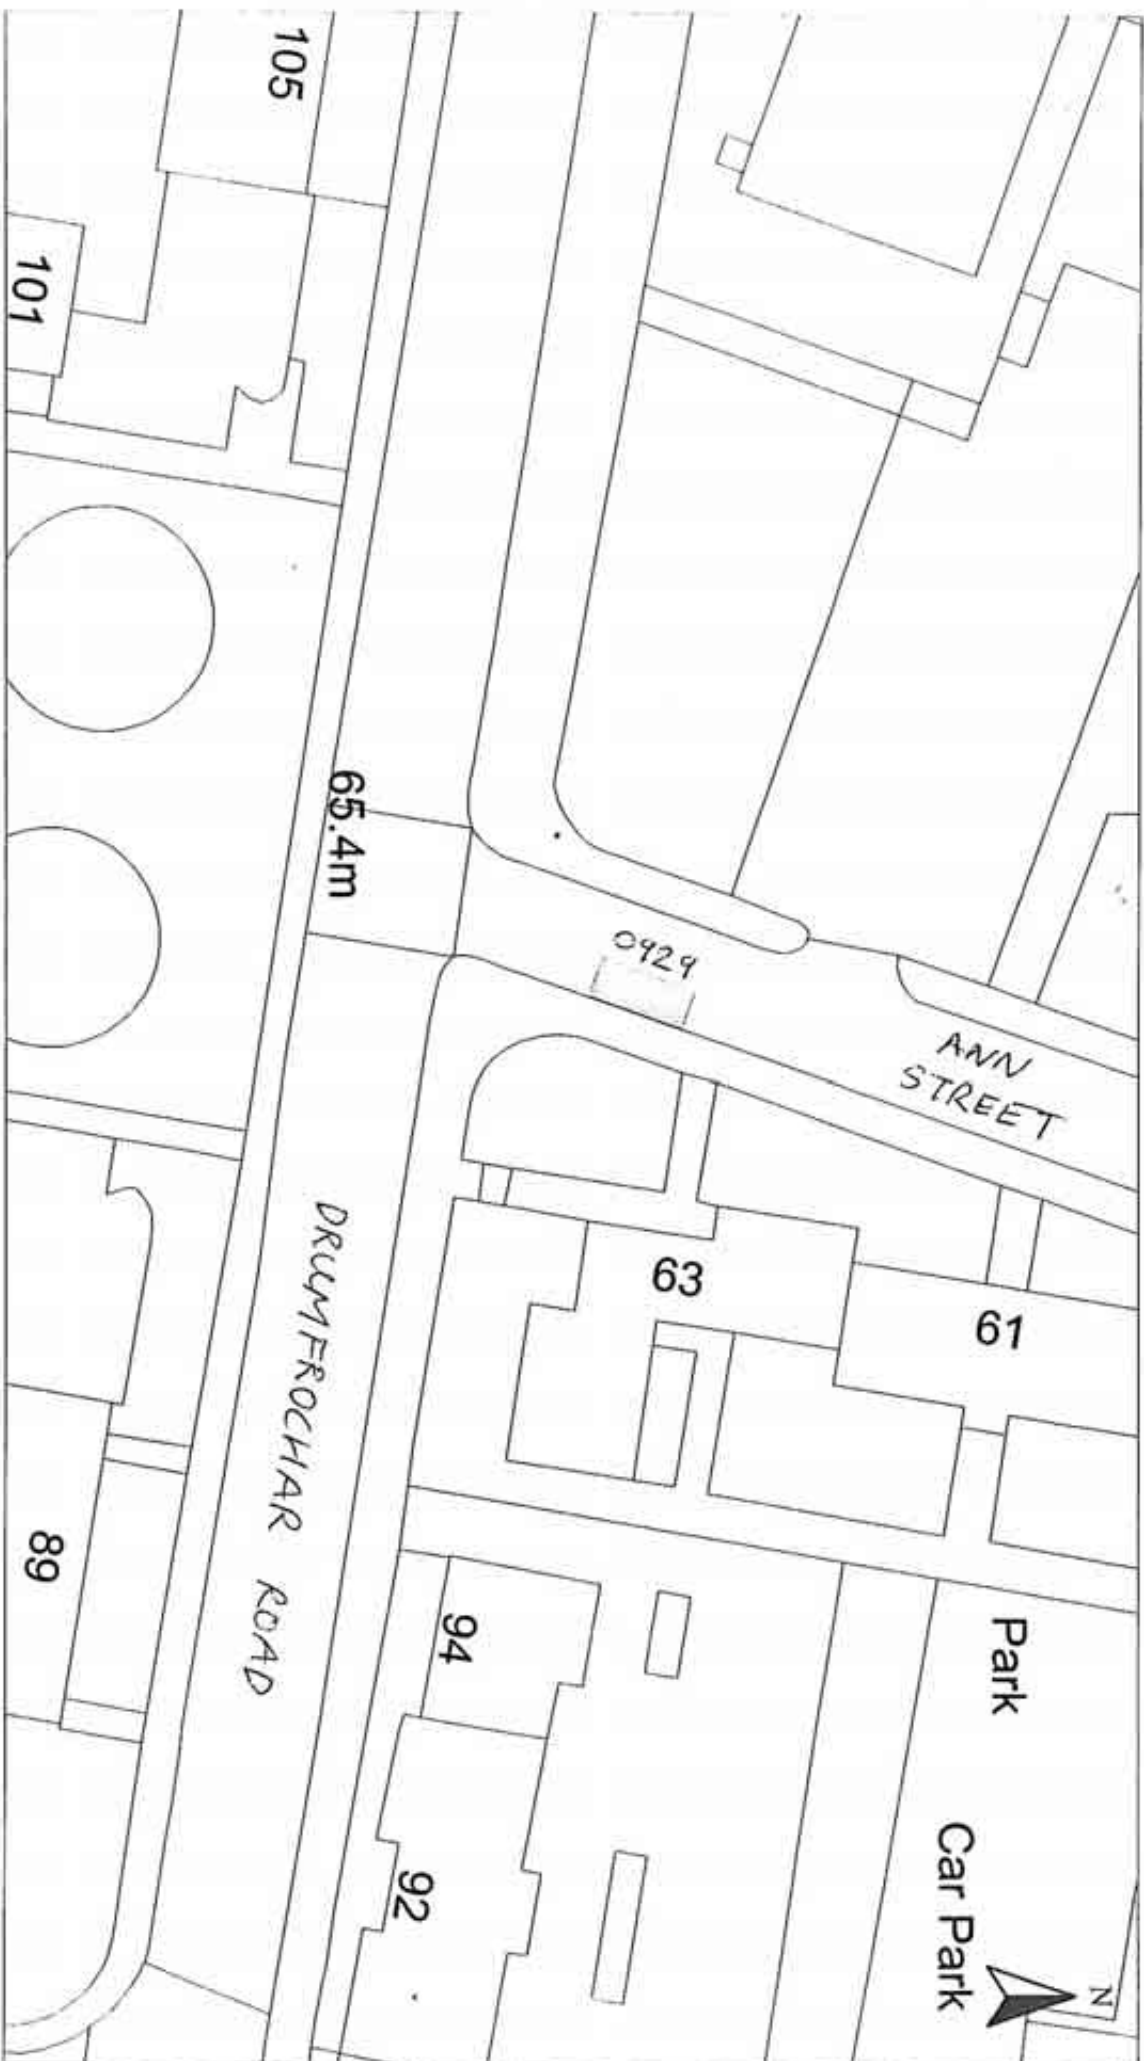 105
101
65.4m
0929
ANN
STREET
63
61
DRUMFROCHAR ROAD
89
94
92
Park
Car Park
N